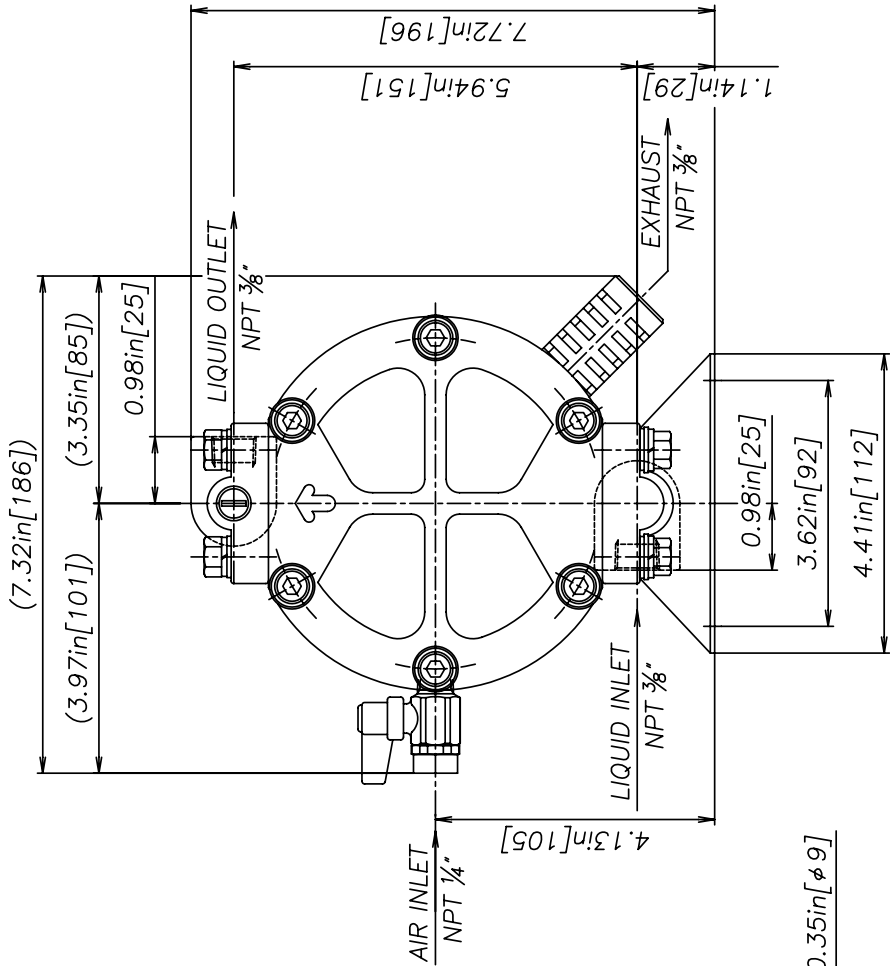 7.72in[196]
5.94in[151]
1.14in[29]
EXHAUST
NPT 3/8"
LIQUID OUTLET
NPT 3/8"
(7.32in[186])
(3.35in[85])
0.98in[25]
(3.97in[101])
0.98in[25]
3.62in[92]
4.41in[112]
LIQUID INLET
NPT 3/8"
4.13in[105]
AIR INLET
NPT 1/4"
0.35in[ϕ9]